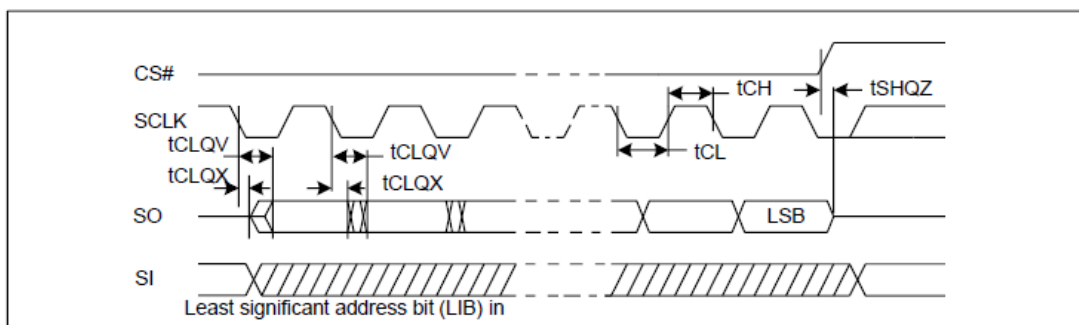 CS#
tCH
tSHQZ
SCLK
tCLQV
tCLQV
tCL
tCLQX
tCLQX
SO
LSB
SI
Least significant address bit (LIB) in